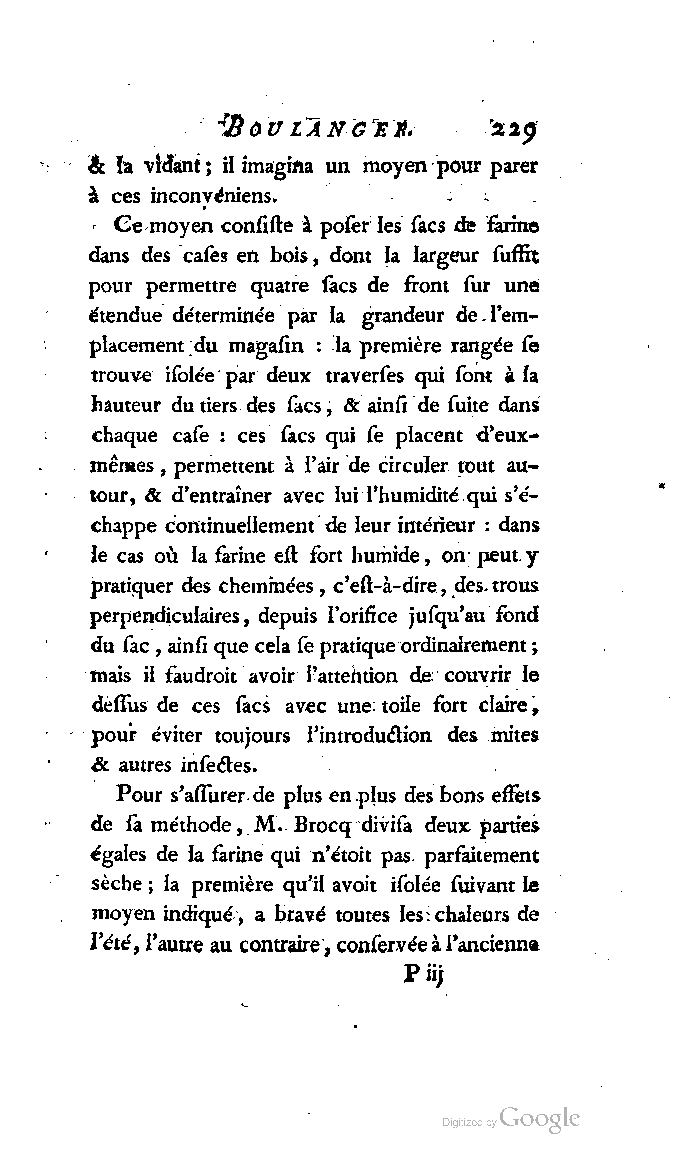 BOULANGER. 229
& la vidant ; il imagina un moyen pour parer
à ces inconvéniens.
Ce moyen conſiſte à poſer les ſacs de farine
dans des caſes en bois, dont la largeur ſuffit
pour permettre quatre ſacs de front ſur une
étendue déterminée par la grandeur de l'em-
placement du magaſin : la première rangée ſe
trouve iſolée par deux traverſes qui ſont à la
hauteur du tiers des ſacs, & ainſi de ſuite dans
chaque caſe : ces ſacs qui ſe placent d'eux-
mêmes, permettent à l'air de circuler tout au-
tour, & d'entraîner avec lui l'humidité qui s'é-
chappe continuellement de leur intérieur : dans
le cas où la farine eſt fort humide, on peut y
pratiquer des cheminées, c'eſt-à-dire, des trous
perpendiculaires, depuis l'orifice juſqu'au fond
du ſac, ainſi que cela ſe pratique ordinairement ;
mais il faudroit avoir l'attention de couvrir le
deſſus de ces ſacs avec une toile fort claire,
pour éviter toujours l'introduction des mites
& autres inſectes.
Pour s'aſſurer de plus en plus des bons effets
de ſa méthode, M. Brocq diviſa deux parties
égales de la farine qui n'étoit pas parfaitement
sèche ; la première qu'il avoit iſolée ſuivant le
moyen indiqué, a bravé toutes les chaleurs de
l'été, l'autre au contraire, conſervée à l'ancienne
P iij
Digitized by Google